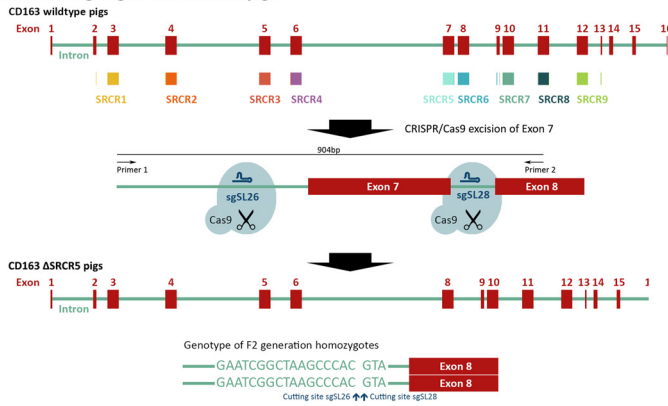 CD163 wildtype pigs
Exon 1 2 3 4 5 6 7 8 9 10 11 12 13 14 15 16
Intron
SRCR1 SRCR2 SRCR3 SRCR4 SRCR5 SRCR6 SRCR7 SRCR8 SRCR9
CRISPR/Cas9 excision of Exon 7
904bp
Primer 1 Primer 2
Exon 7 Exon 8
sgSL26 sgSL28
Cas9 Cas9
CD163 ΔSRCR5 pigs
Exon 1 2 3 4 5 6 8 9 10 11 12 13 14 15 1
Intron
Genotype of F2 generation homozygotes
GAATCGGCTAAGCCCAC GTA Exon 8
GAATCGGCTAAGCCCAC GTA Exon 8
Cutting site sgSL26 Cutting site sgSL28